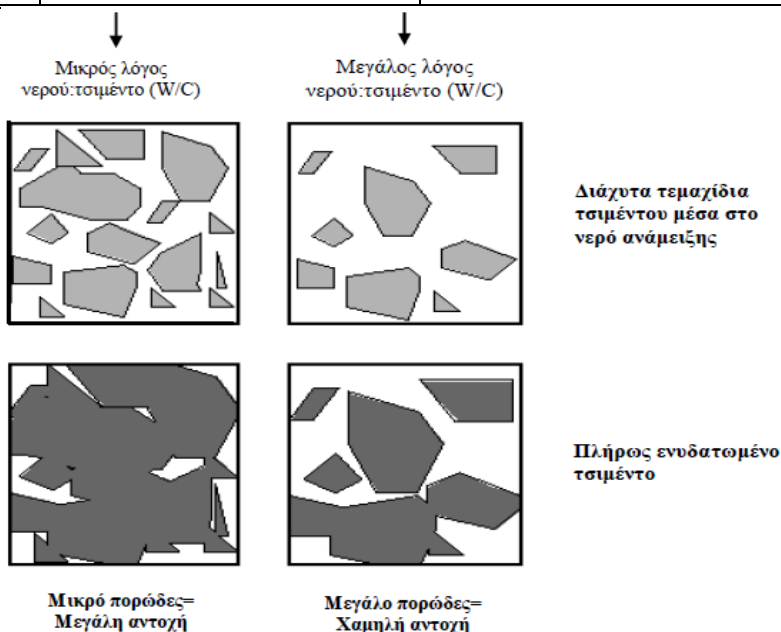 Μικρός λόγος
νερού:τσιμέντο (W/C)
Μεγάλος λόγος
νερού:τσιμέντο (W/C)
Διάχυτα τεμαχίδια
τσιμέντου μέσα στο
νερό ανάμειξης
Πλήρως ενυδατωμένο
τσιμέντο
Μικρό πορώδες=
Μεγάλη αντοχή
Μεγάλο πορώδες=
Χαμηλή αντοχή